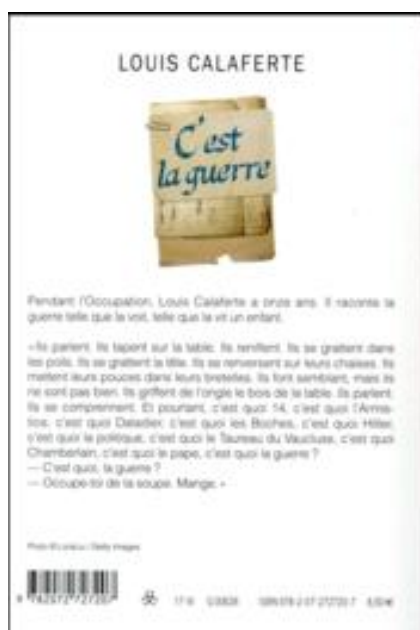 LOUIS CALAFERTE
C'est
la guerre
Pendant l'Occupation, Louis Calaferte a onze ans. Il raconte la
guerre telle que la voit, telle que la vit un enfant.
«Ils parlent. Ils tapent sur la table. Ils reniflent. Ils se grattent dans
les poils. Ils se grattent la tête. Ils se renversent sur leurs chaises. Ils
mettent leurs pouces dans leurs bretelles. Ils font semblant, mais ils
ne sont pas bien. Ils griffent de l'ongle le bois de la table. Ils parlent.
Ils se comprennent. Et pourtant, c'est quoi 14, c'est quoi l'Armis-
tice, c'est quoi Daladier, c'est quoi les Boches, c'est quoi Hitler,
c'est quoi la politique, c'est quoi le Taureau du Vaucluse, c'est quoi
Chamberlain, c'est quoi le pape, c'est quoi la guerre ?
— C'est quoi, la guerre ?
— Occupe-toi de la soupe. Mange.»
Photo / Getty Images